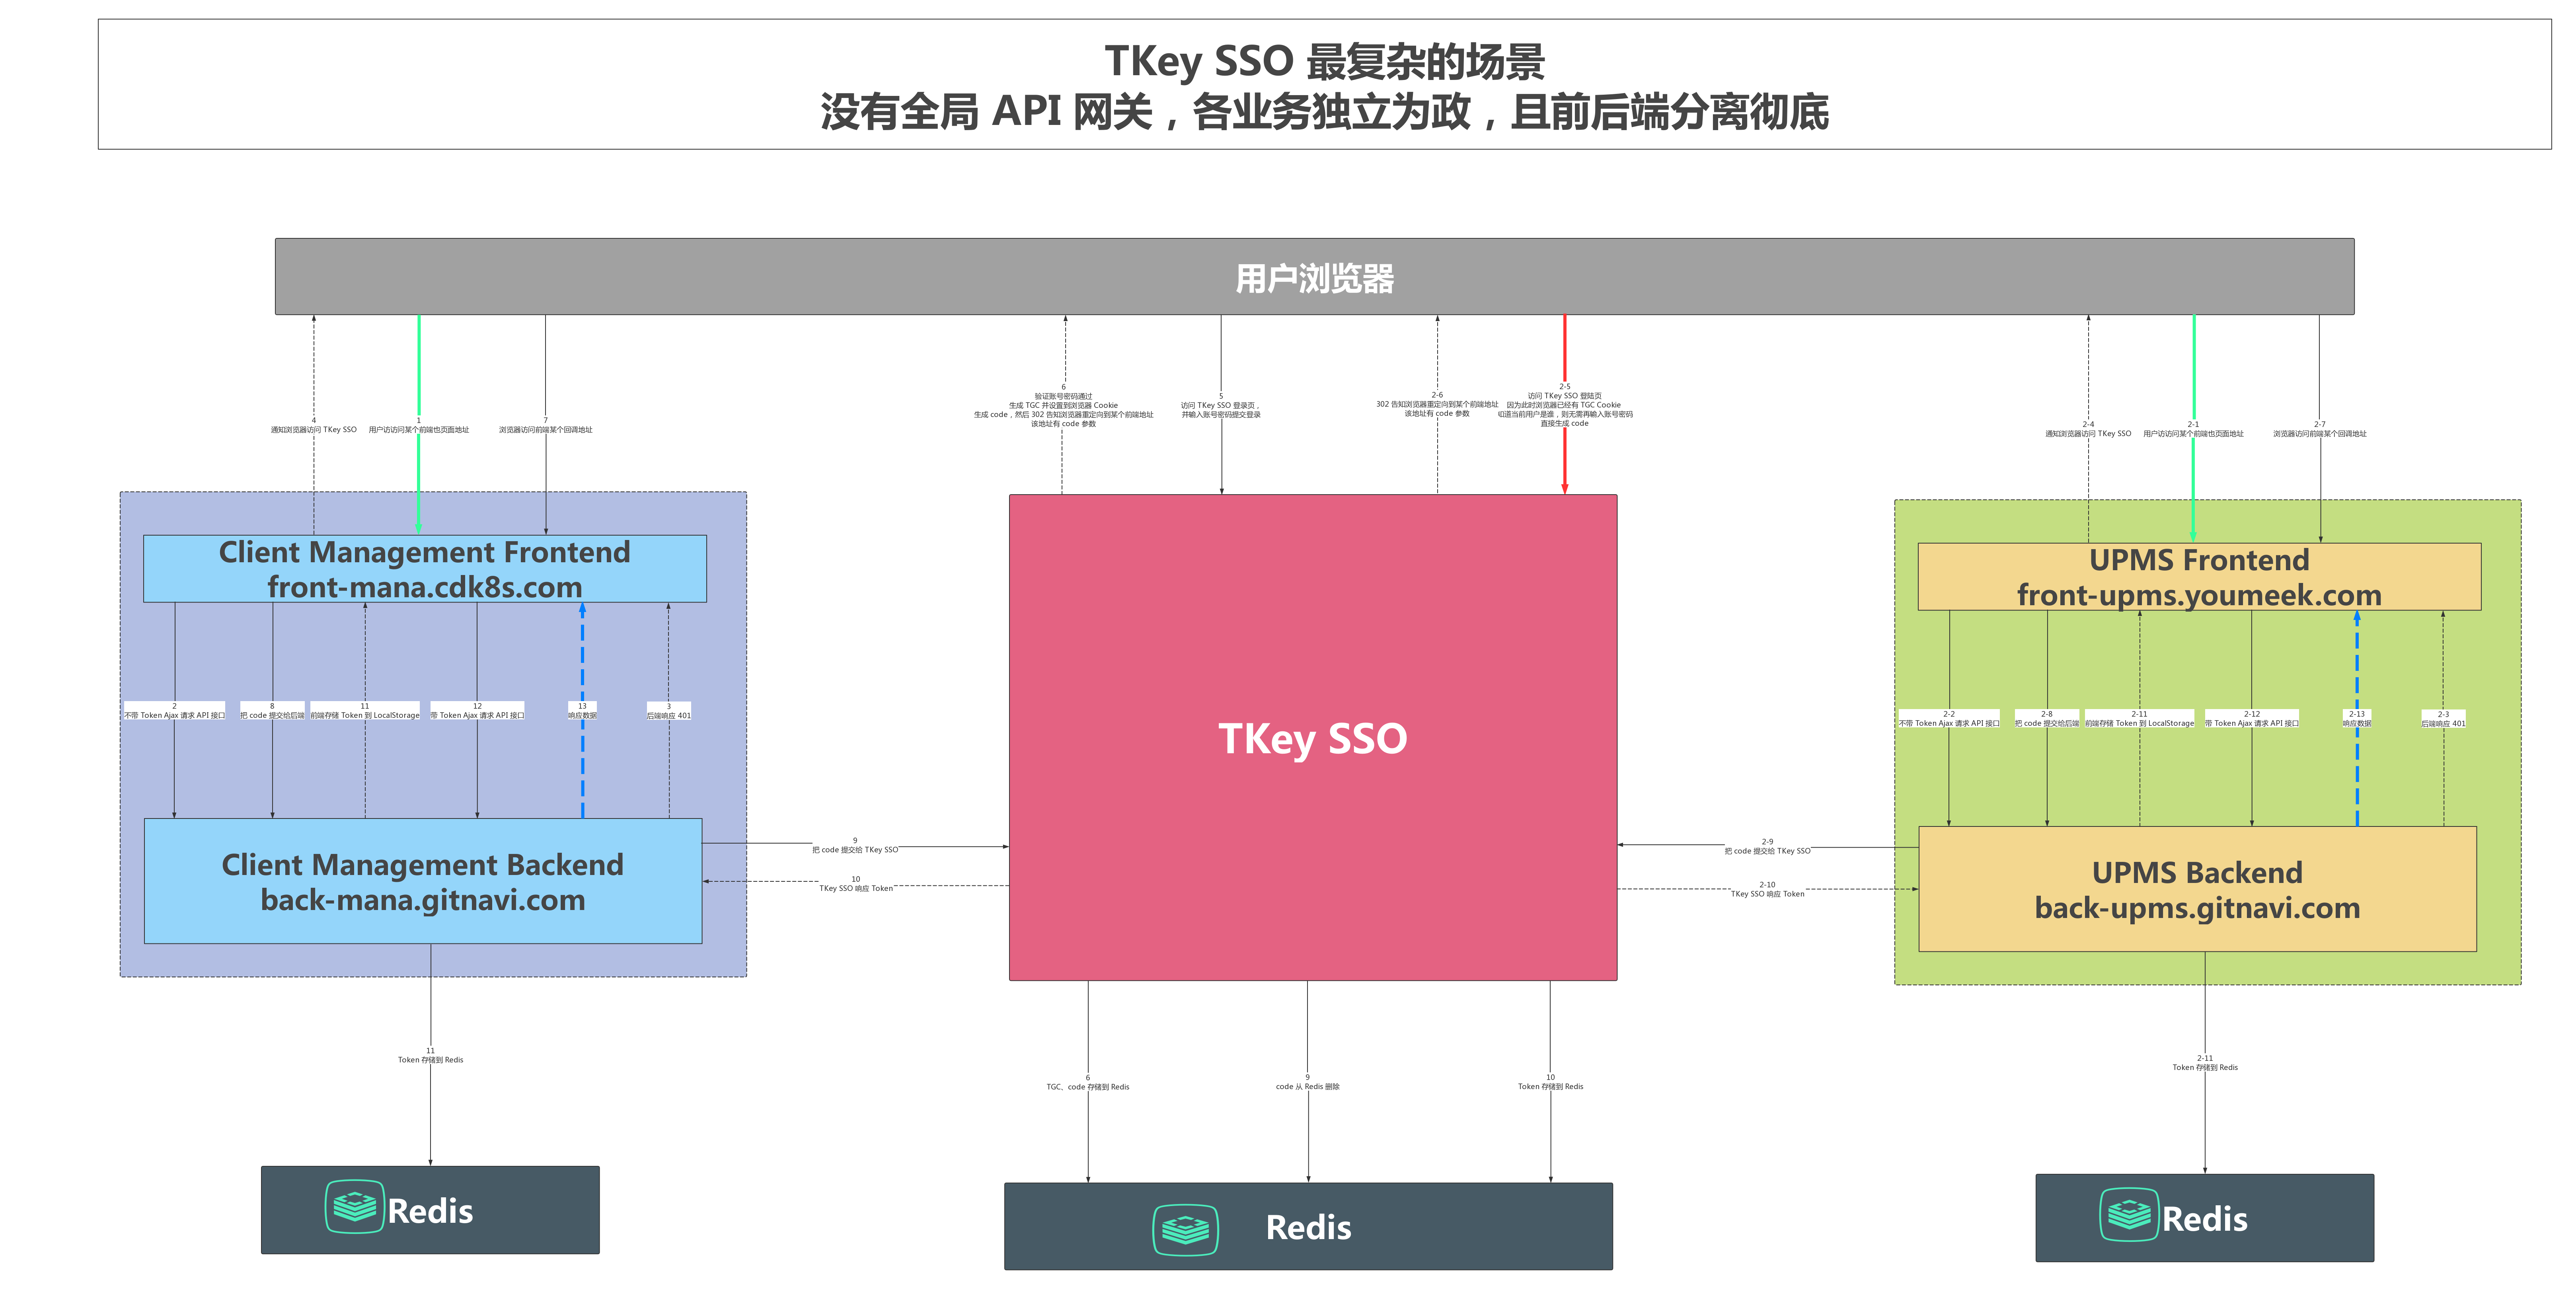 TKey SSO 最复杂的场景
没有全局 API 网关，各业务独立为政，且前后端分离彻底
用户浏览器
4
通知浏览器访问 TKey SSO
1
用户访访问某个前端也页面地址
7
浏览器访问前端某个回调地址
6
验证账号密码通过
生成 TGC 并设置到浏览器 Cookie
生成 code，然后 302 告知浏览器重定向到某个前端地址
该地址有 code 参数
5
访问 TKey SSO 登录页，
并输入账号密码提交登录
2-6
302 告知浏览器重定向到某个前端地址
该地址有 code 参数
2-5
访问 TKey SSO 登陆页
因为此时浏览器已经有 TGC Cookie
知道当前用户是谁，则无需再输入账号密码
直接生成 code
2-4
通知浏览器访问 TKey SSO
2-1
用户访访问某个前端也页面地址
2-7
浏览器访问前端某个回调地址
Client Management Frontend
front-mana.cdk8s.com
UPMS Frontend
front-upms.youmeek.com
2
不带 Token Ajax 请求 API 接口
8
把 code 提交给后端
11
前端存储 Token 到 LocalStorage
12
带 Token Ajax 请求 API 接口
13
响应数据
3
后端响应 401
TKey SSO
2-2
不带 Token Ajax 请求 API 接口
2-8
把 code 提交给后端
2-11
前端存储 Token 到 LocalStorage
2-12
带 Token Ajax 请求 API 接口
2-13
响应数据
2-3
后端响应 401
Client Management Backend
back-mana.gitnavi.com
9
把 code 提交给 TKey SSO
10
TKey SSO 响应 Token
2-9
把 code 提交给 TKey SSO
2-10
TKey SSO 响应 Token
UPMS Backend
back-upms.gitnavi.com
11
Token 存储到 Redis
6
TGC、code 存储到 Redis
9
code 从 Redis 删除
10
Token 存储到 Redis
2-11
Token 存储到 Redis
Redis
Redis
Redis